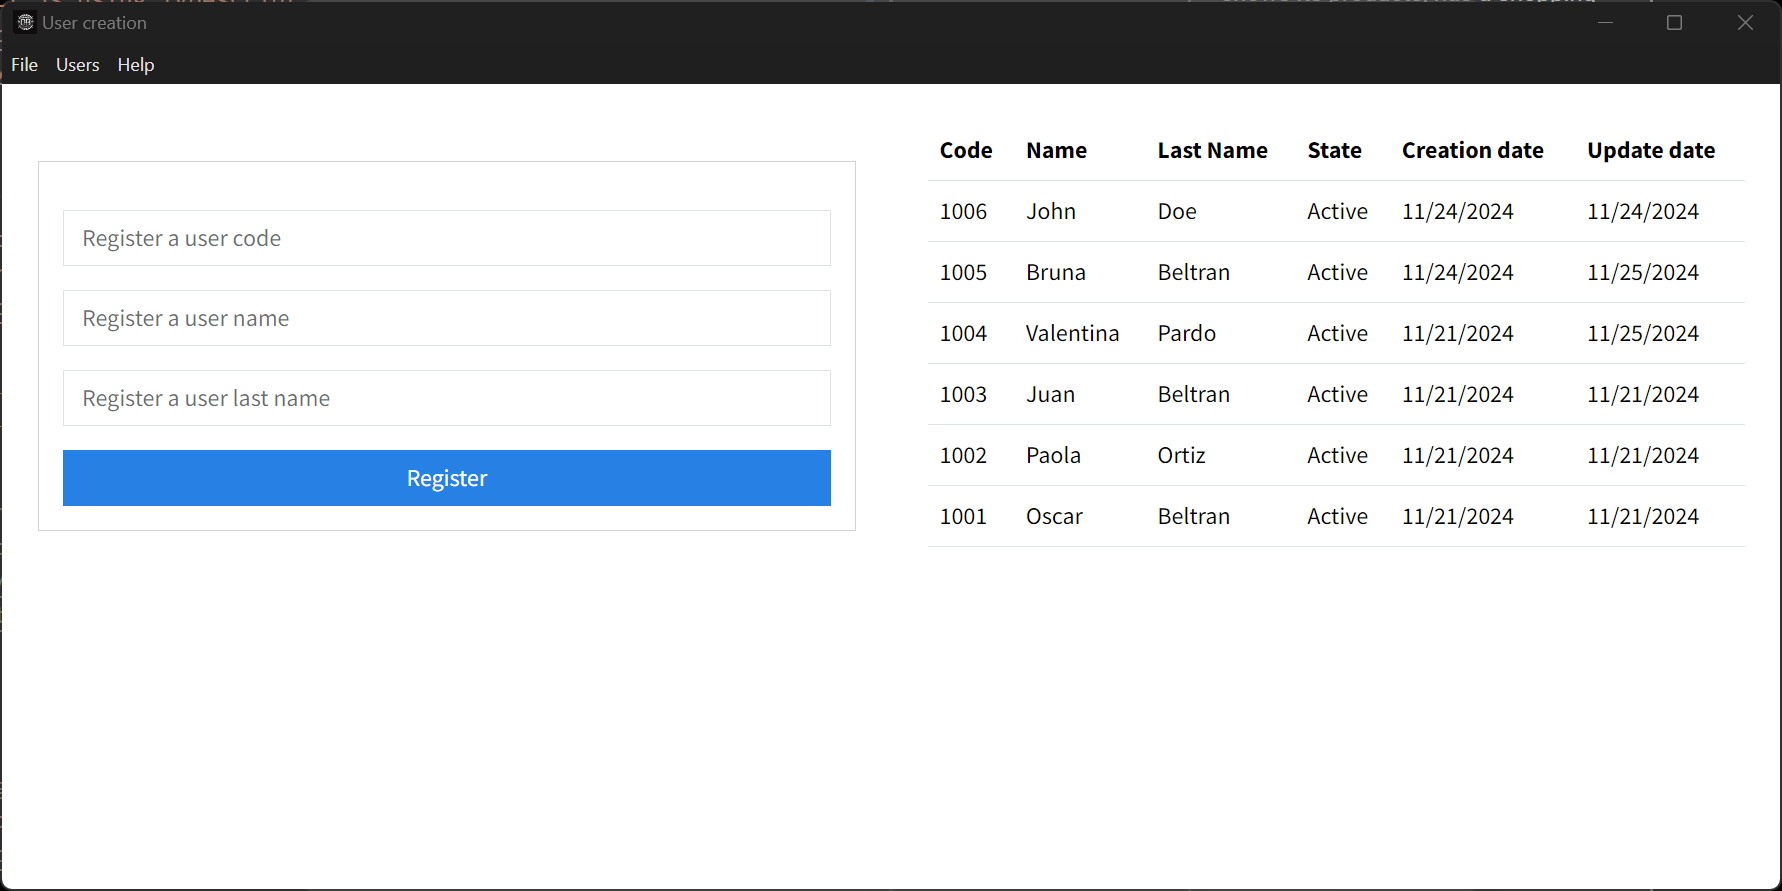 User creation
File Users Help
Register a user code
Register a user name
Register a user last name
Register
Code Name Last Name State Creation date Update date
1006 John Doe Active 11/24/2024 11/24/2024
1005 Bruna Beltran Active 11/24/2024 11/25/2024
1004 Valentina Pardo Active 11/21/2024 11/25/2024
1003 Juan Beltran Active 11/21/2024 11/21/2024
1002 Paola Ortiz Active 11/21/2024 11/21/2024
1001 Oscar Beltran Active 11/21/2024 11/21/2024